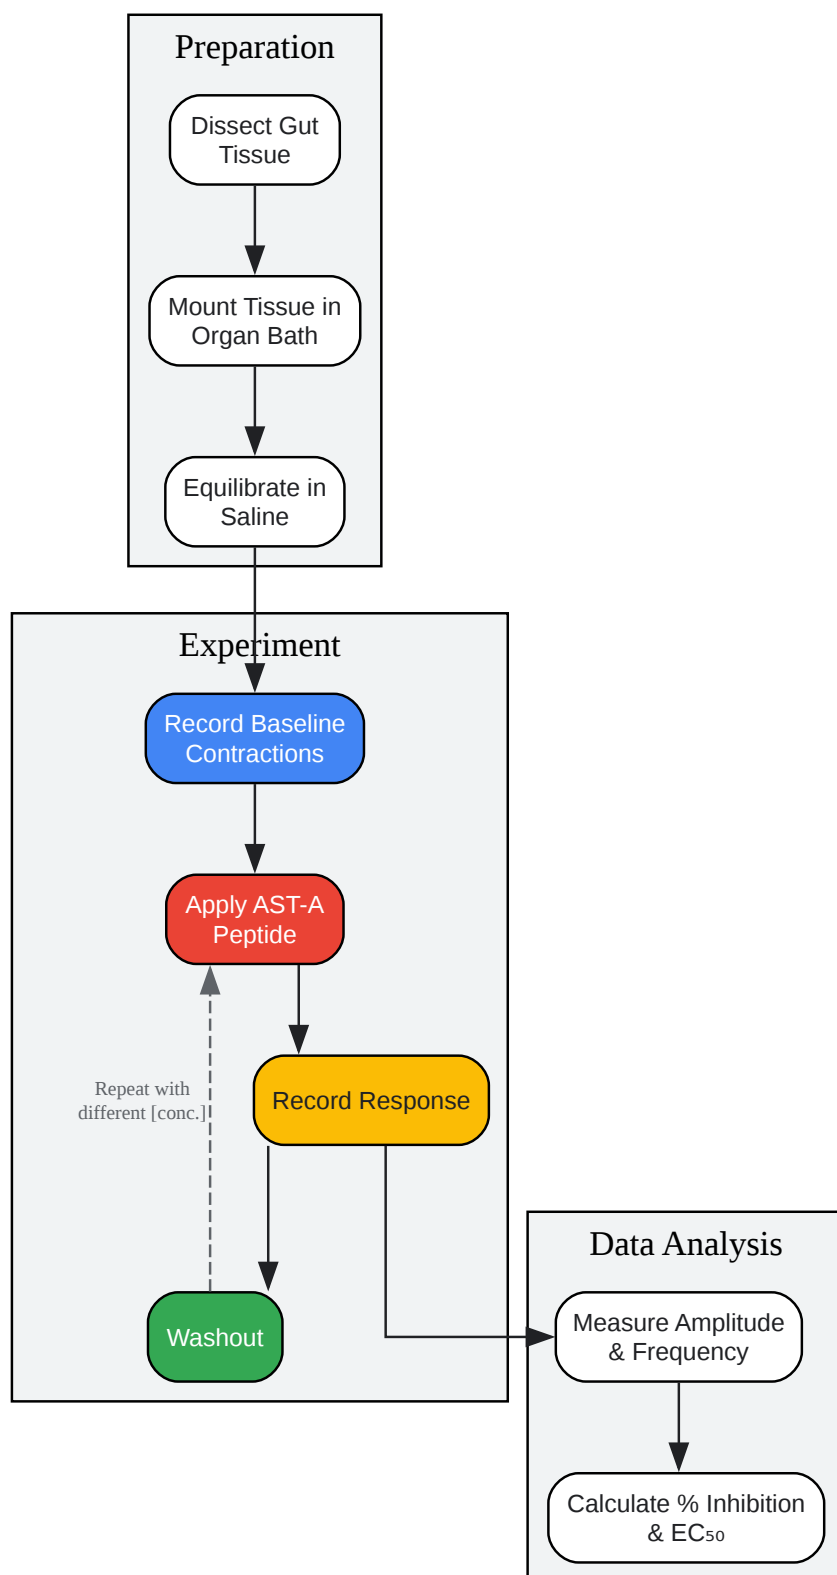 Preparation
Dissect Gut
Tissue
Mount Tissue in
Organ Bath
Equilibrate in
Saline
Experiment
Record Baseline
Contractions
Apply AST-A
Peptide
Repeat with
different [conc.]
Record Response
Washout
Data Analysis
Measure Amplitude
& Frequency
Calculate % Inhibition
& EC₅₀